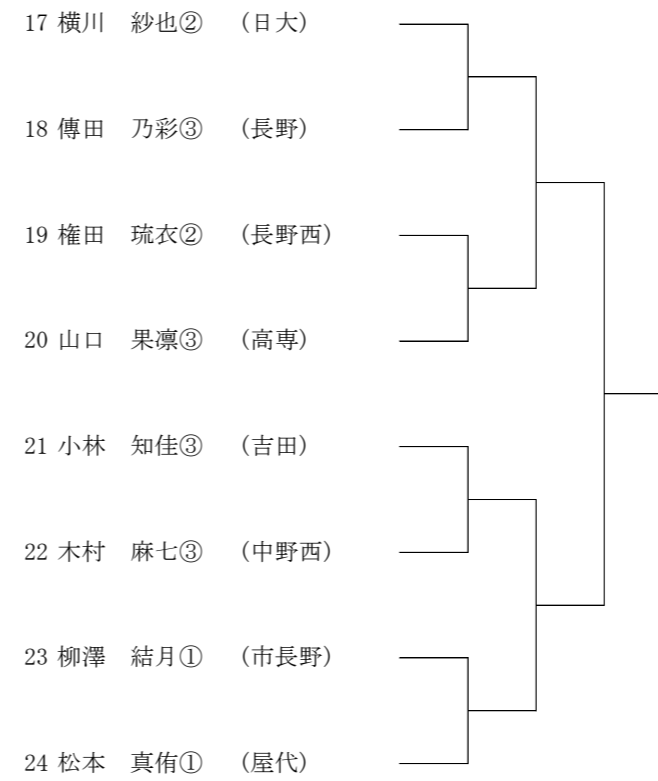 17 横川　紗也②　（日大）
18 傳田　乃彩③　（長野）
19 権田　琉衣②　（長野西）
20 山口　果凛③　（高専）
21 小林　知佳③　（吉田）
22 木村　麻七③　（中野西）
23 柳澤　結月①　（市長野）
24 松本　真侑①　（屋代）